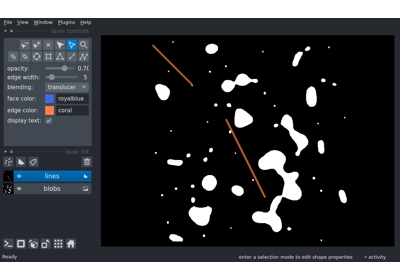 File View Window Plugins Help
layer controls
opacity: 0.70
edge width: 5
blending: translucer
face color: royalblue
edge color: coral
display text:
layer list
lines
blobs
Ready
enter a selection mode to edit shape properties
activity